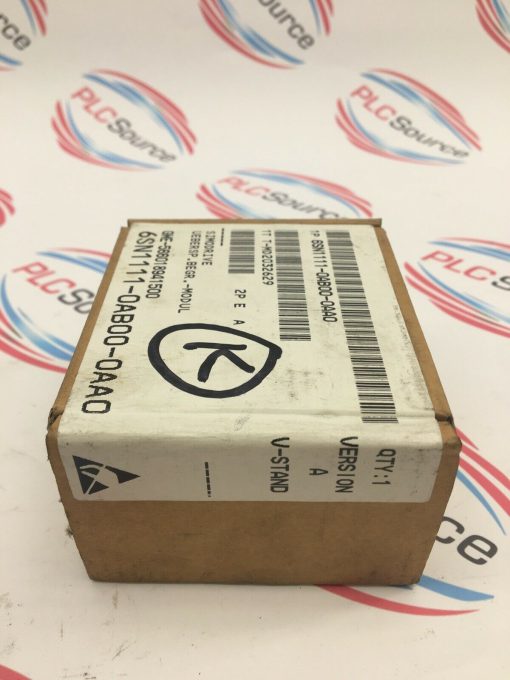 1P 6SN1111-0AB00-0AA0
1T T-MD2032629
2P E A
SIMODRIVE
UEBERSP.BEGR.-MODUL
6SN1111-0AB00-0AA0
K
QTY.:1
VERSION
A
V-STAND
-----.
PLCSource
PLCSource
PLCSource
PLCSource
PLCSource